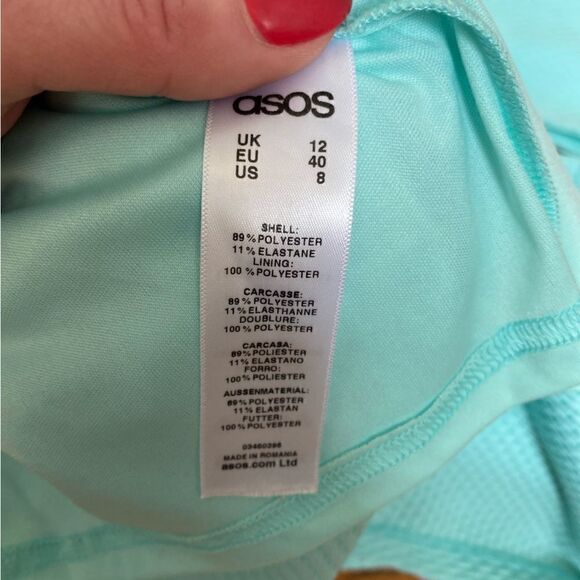 asos
UK 12
EU 40
US 8
SHELL:
89% POLYESTER
11% ELASTANE
LINING:
100% POLYESTER
CARCASSE:
89% POLYESTER
11% ELASTHANNE
DOUBLURE:
100% POLYESTER
CARCASA:
89% POLIESTER
11% ELASTANO
FORRO:
100% POLIESTER
AUSSENMATERIAL:
89% POLYESTER
11% ELASTAN
FUTTER:
100% POLYESTER
03460396
MADE IN ROMANIA
asos.com Ltd